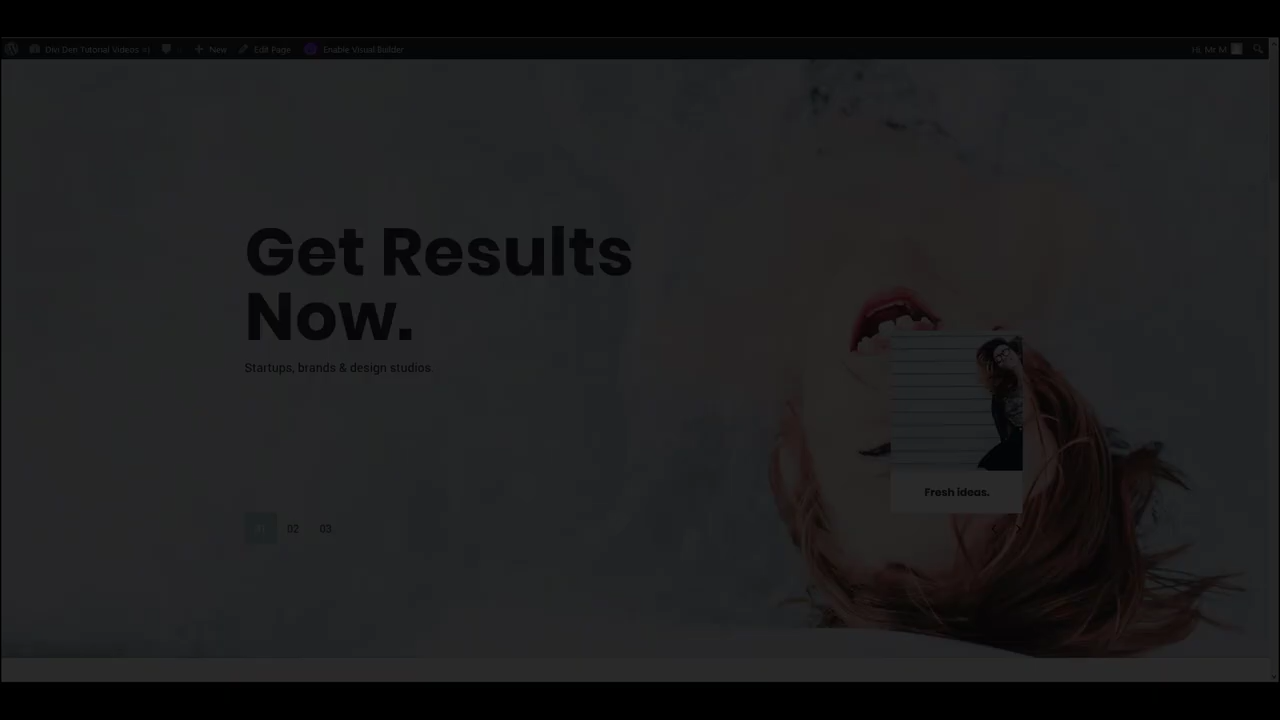 Divi Den Tutorial Videos =)
New
Edit Page
Enable Visual Builder
Hi, Mr M
Get Results
Now.
Startups, brands & design studios.
Fresh ideas.
01 02 03